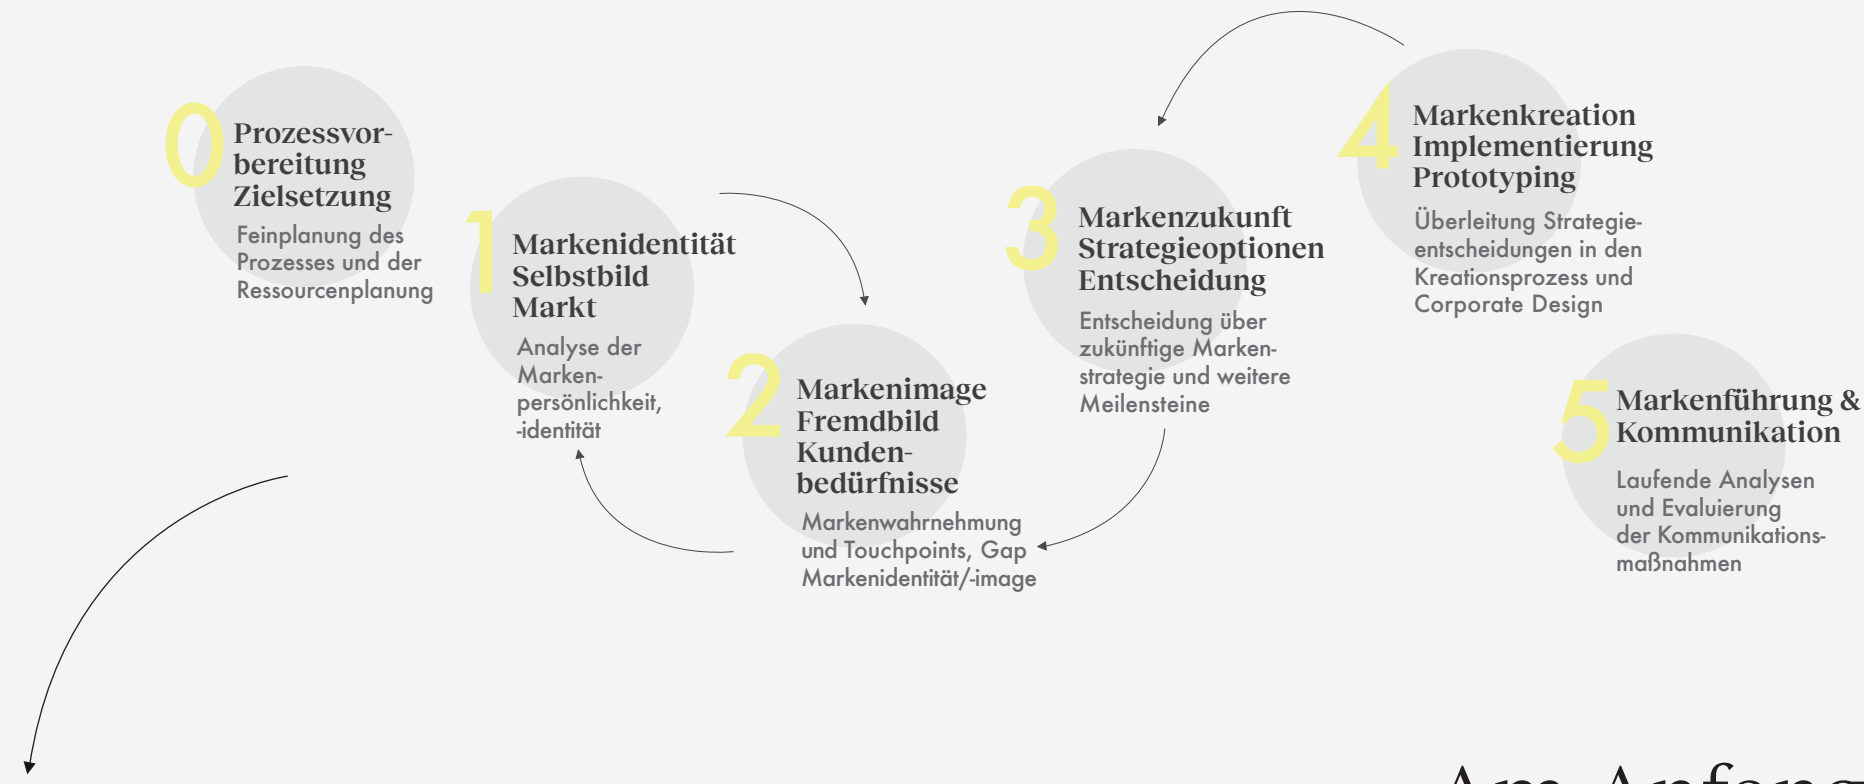 0
Prozessvor-
bereitung
Zielsetzung
Feinplanung des
Prozesses und der
Ressourcenplanung
1
Markenidentität
Selbstbild
Markt
Analyse der
Marken-
persönlichkeit,
-identität
2
Markenimage
Fremdbild
Kunden-
bedürfnisse
Markenwahrnehmung
und Touchpoints, Gap
Markenidentität/-image
3
Markenzukunft
Strategieoptionen
Entscheidung
Entscheidung über
zukünftige Marken-
strategie und weitere
Meilensteine
4
Markenkreation
Implementierung
Prototyping
Überleitung Strategie-
entscheidungen in den
Kreationsprozess und
Corporate Design
5
Markenführung &
Kommunikation
Laufende Analysen
und Evaluierung
der Kommunikations-
maßnahmen
Am Anfang